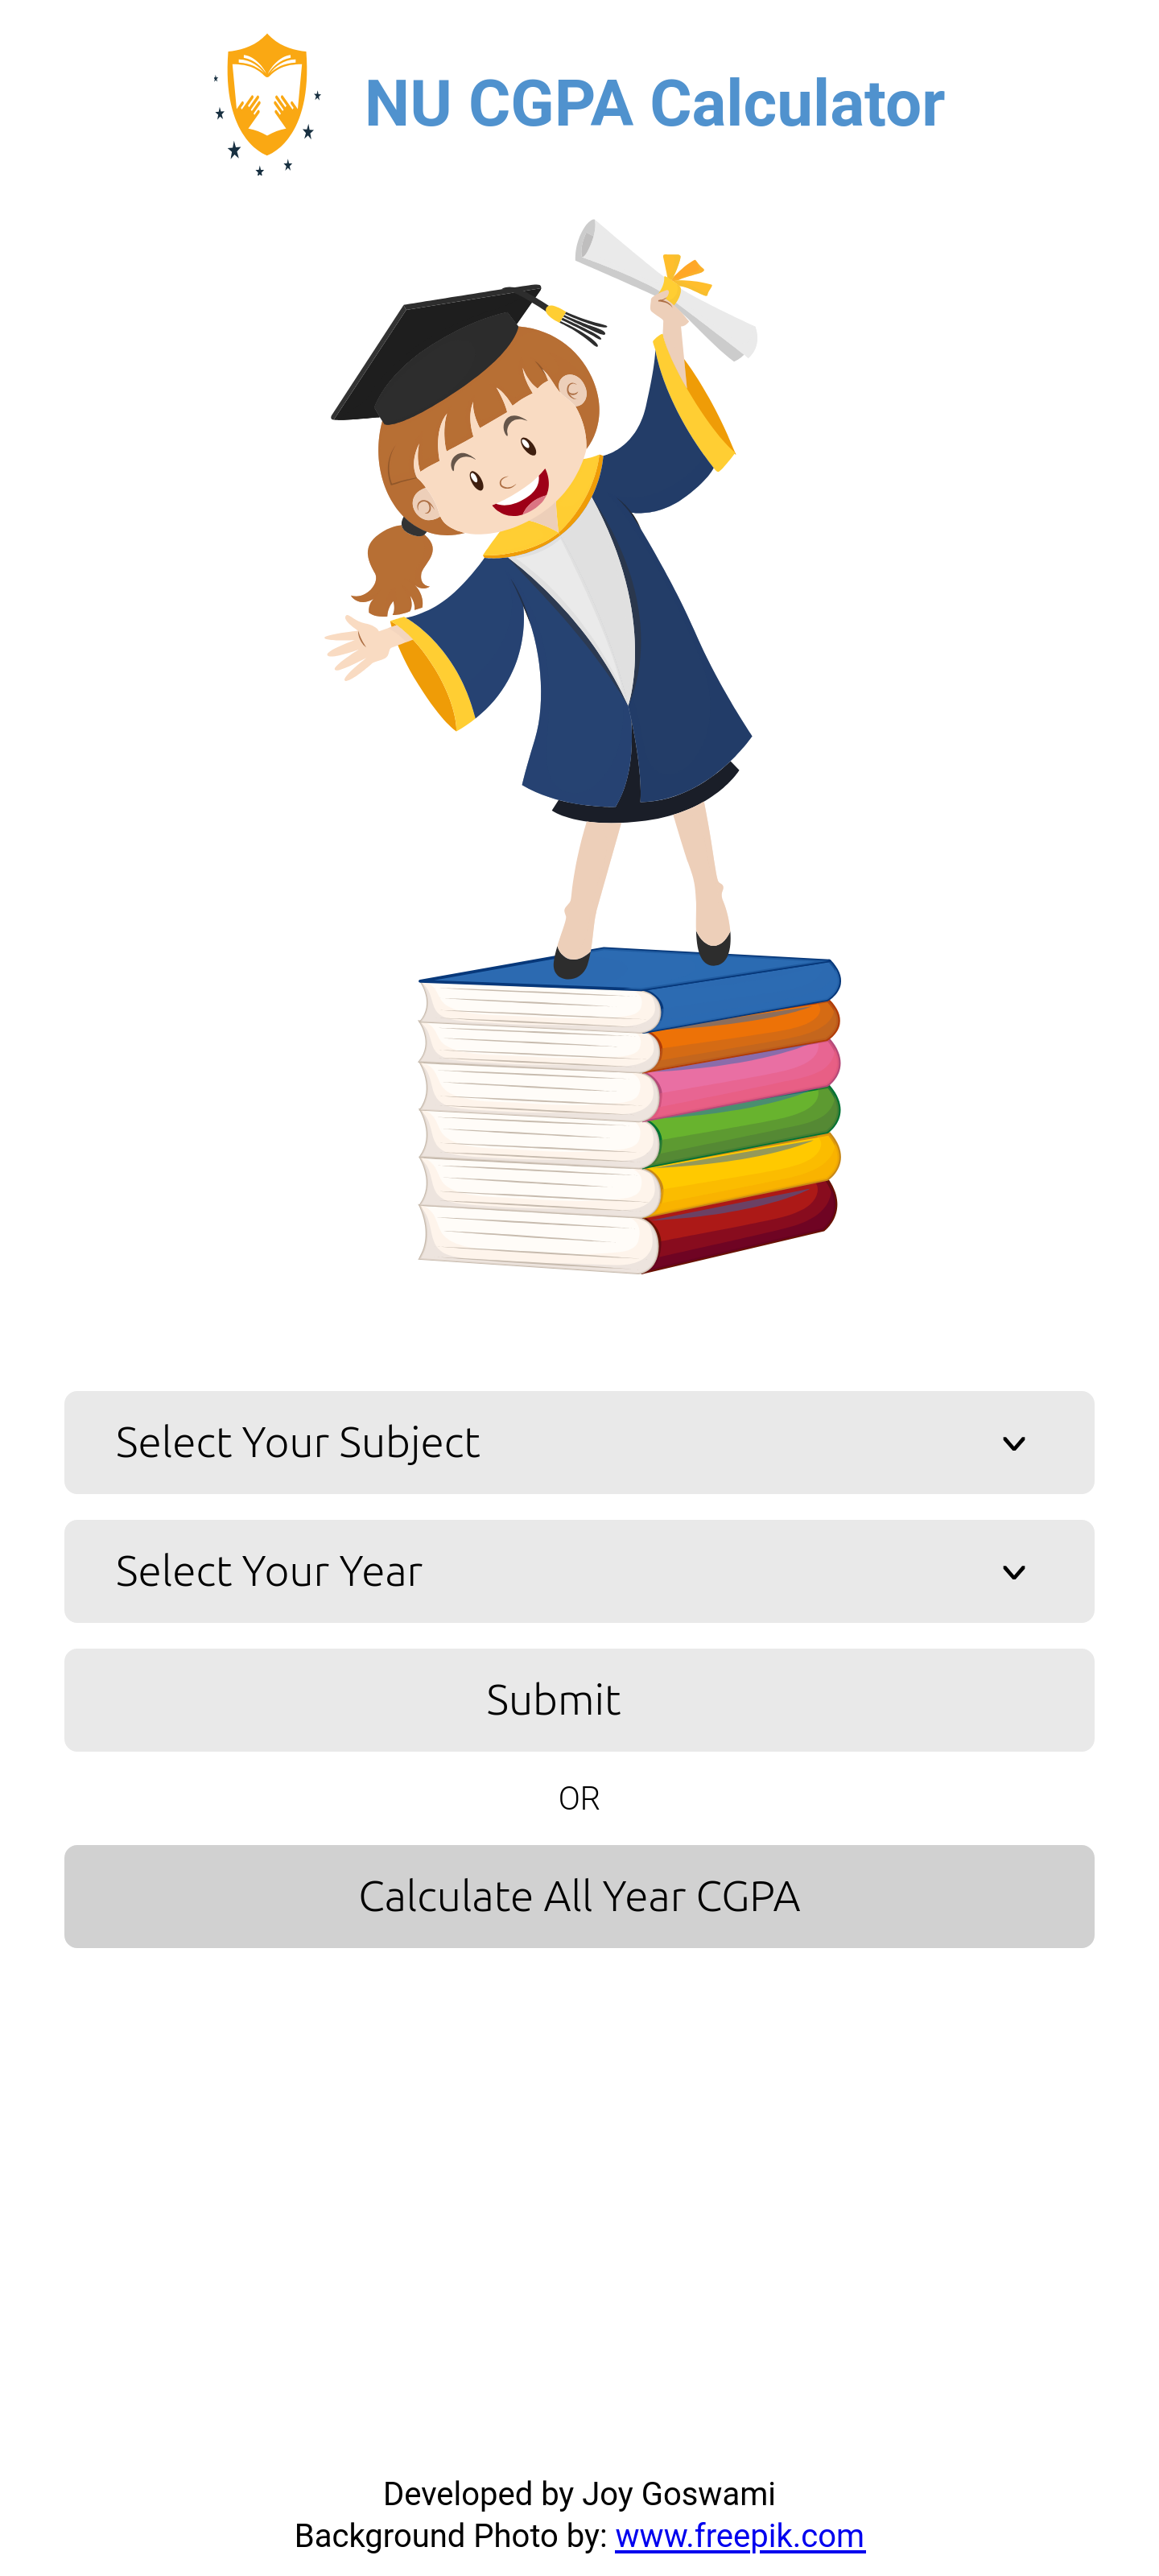 NU CGPA Calculator
Select Your Subject
Select Your Year
Submit
OR
Calculate All Year CGPA
Developed by Joy Goswami
Background Photo by: www.freepik.com